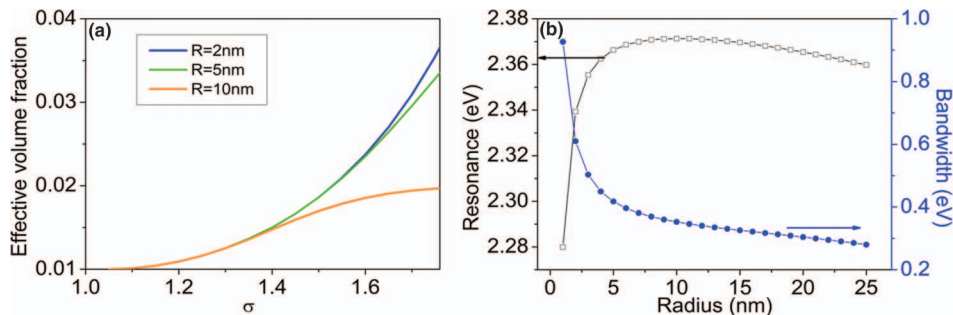 (a)
R=2nm
R=5nm
R=10nm
Effective volume fraction
0.04
0.03
0.02
0.01
1.0 1.2 1.4 1.6
σ
(b)
Resonance (eV)
2.38
2.36
2.34
2.32
2.30
2.28
0 5 10 15 20 25
Radius (nm)
1.0
0.8
0.6
0.4
0.2
Bandwidth (eV)